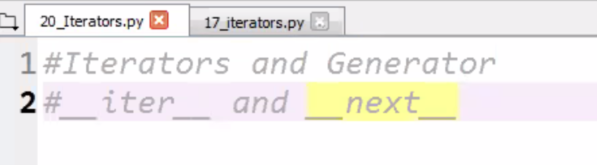 20_Iterators.py 17_iterators.py
1 #Iterators and Generator
2 #__iter__ and __next__